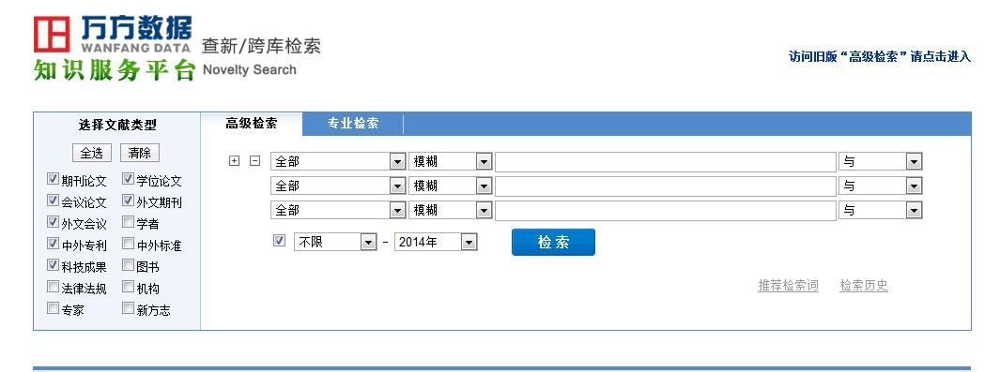 万方数据
WANFANG DATA
知识服务平台
查新/跨库检索
Novelty Search
访问旧版“高级检索”请点击进入
选择文献类型
全选 清除
期刊论文 学位论文
会议论文 外文期刊
外文会议 学者
中外专利 中外标准
科技成果 图书
法律法规 机构
专家 新方志
高级检索 专业检索
全部 模糊 与
全部 模糊 与
全部 模糊 与
不限 - 2014年 检索
推荐检索词 检索历史